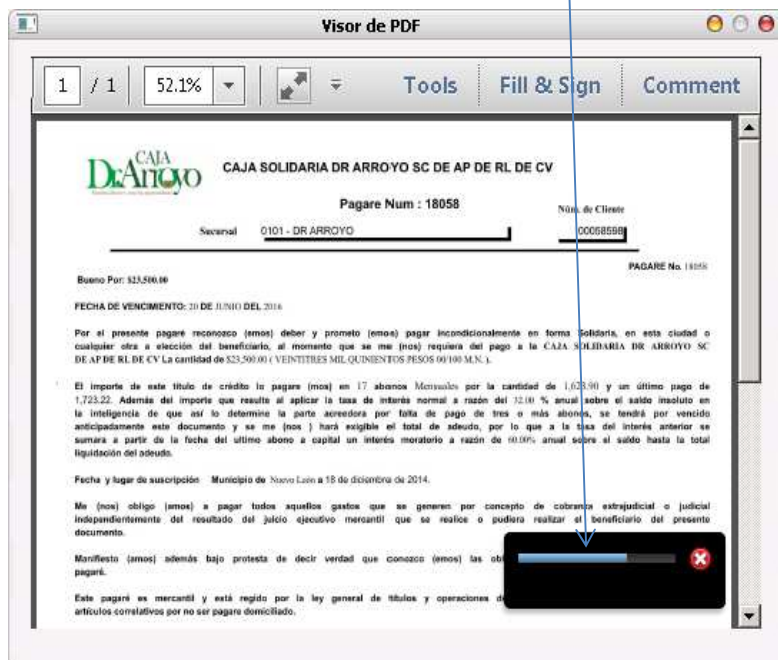 Visor de PDF
1 / 1 52.1% Tools Fill & Sign Comment
CAJA
Dr. Arroyo
CAJA SOLIDARIA DR ARROYO SC DE AP DE RL DE CV
Pagare Num : 18058
Núm. de Cliente
Sucursal 0101 - DR ARROYO 00058598
PAGARE No. 18058
Bueno Por: $23,500.00
FECHA DE VENCIMIENTO: 20 DE JUNIO DEL 2016
Por el presente pagaré reconozco (emos) deber y prometo (emos) pagar incondicionalmente en forma Solidaria, en esta ciudad o
cualquier otra a elección del beneficiario, al momento que se me (nos) requiera del pago a la CAJA SOLIDARIA DR ARROYO SC
DE AP DE RL DE CV La cantidad de $23,500.00 ( VEINTITRES MIL QUINIENTOS PESOS 00/100 M.N. ).
El importe de este título de crédito lo pagare (mos) en 17 abonos Mensuales por la cantidad de 1,623.90 y un último pago de
1,723.22. Además del importe que resulte al aplicar la tasa de interés normal a razón del 32.00 % anual sobre el saldo insoluto en
la inteligencia de que así lo determine la parte acreedora por falta de pago de tres o más abonos, se tendrá por vencido
anticipadamente este documento y se me (nos ) hará exigible el total de adeudo, por lo que a la tasa del interés anterior se
sumara a partir de la fecha del ultimo abono a capital un interés moratorio a razón de 60.00% anual sobre el saldo hasta la total
liquidación del adeudo.
Fecha y lugar de suscripción Municipio de Nuevo León a 18 de diciembre de 2014.
Me (nos) obligo (amos) a pagar todos aquellos gastos que se generen por concepto de cobranza extrajudicial o judicial
independientemente del resultado del juicio ejecutivo mercantil que se realice o pudiera realizar el beneficiario del presente
documento.
Manifiesto (amos) además bajo protesta de decir verdad que conozco (emos) las
pagaré.
Este pagaré es mercantil y está regido por la ley general de títulos y operaciones
artículos correlativos por no ser pagare domiciliado.